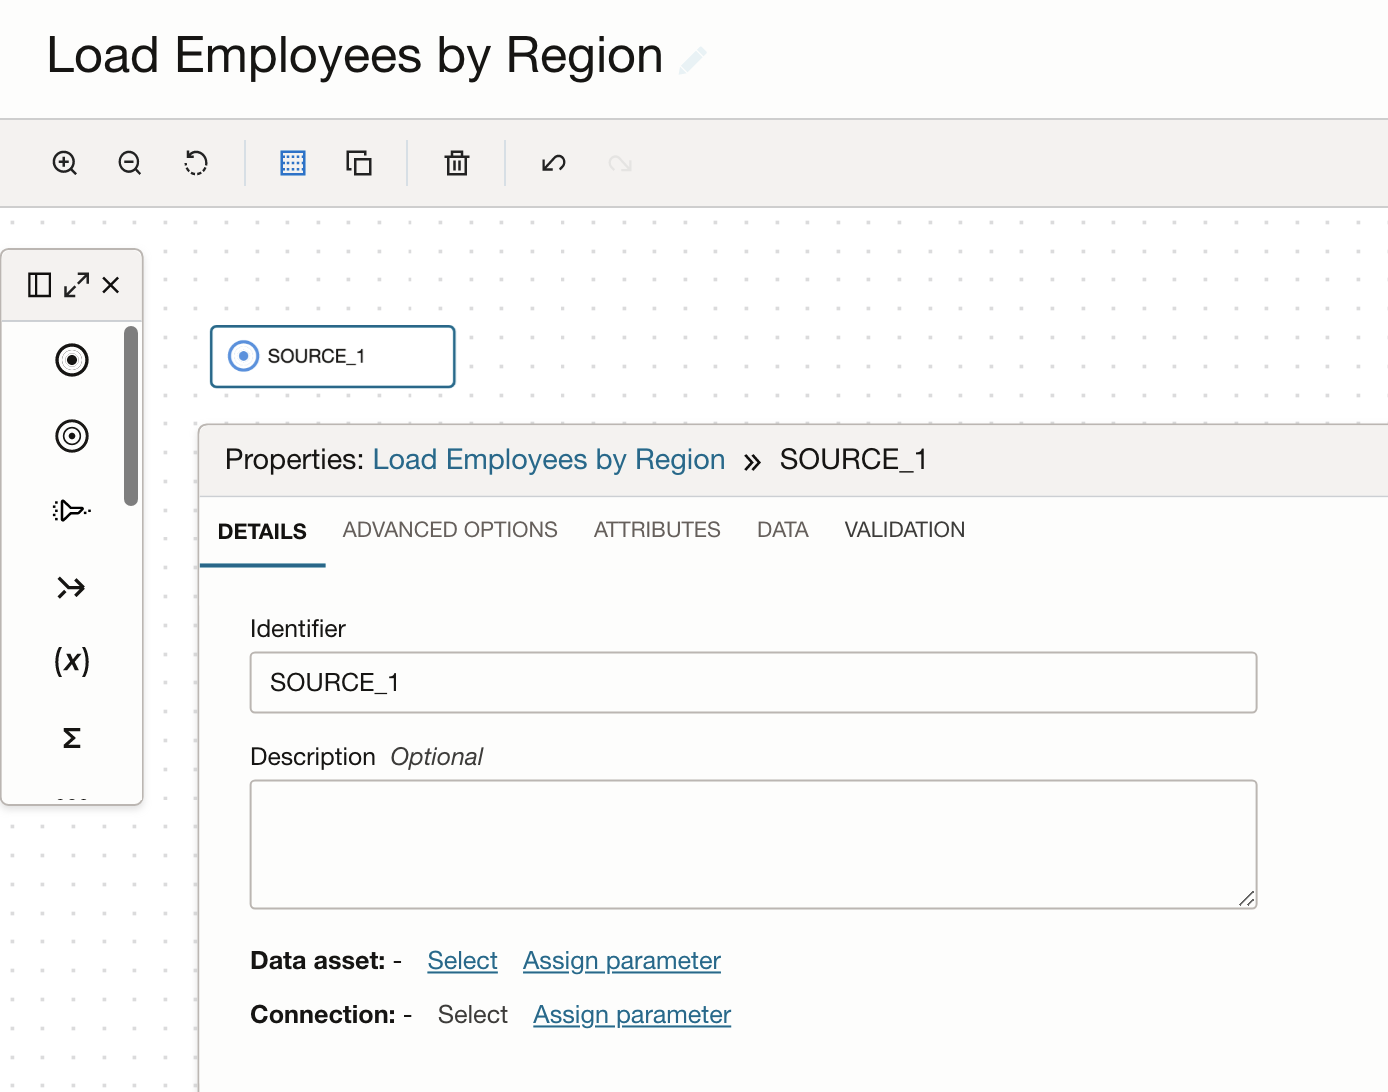 Load Employees by Region
SOURCE_1
Properties: Load Employees by Region » SOURCE_1
DETAILS ADVANCED OPTIONS ATTRIBUTES DATA VALIDATION
(x)
Σ
Identifier
SOURCE_1
Description Optional
Data asset: - Select Assign parameter
Connection: - Select Assign parameter